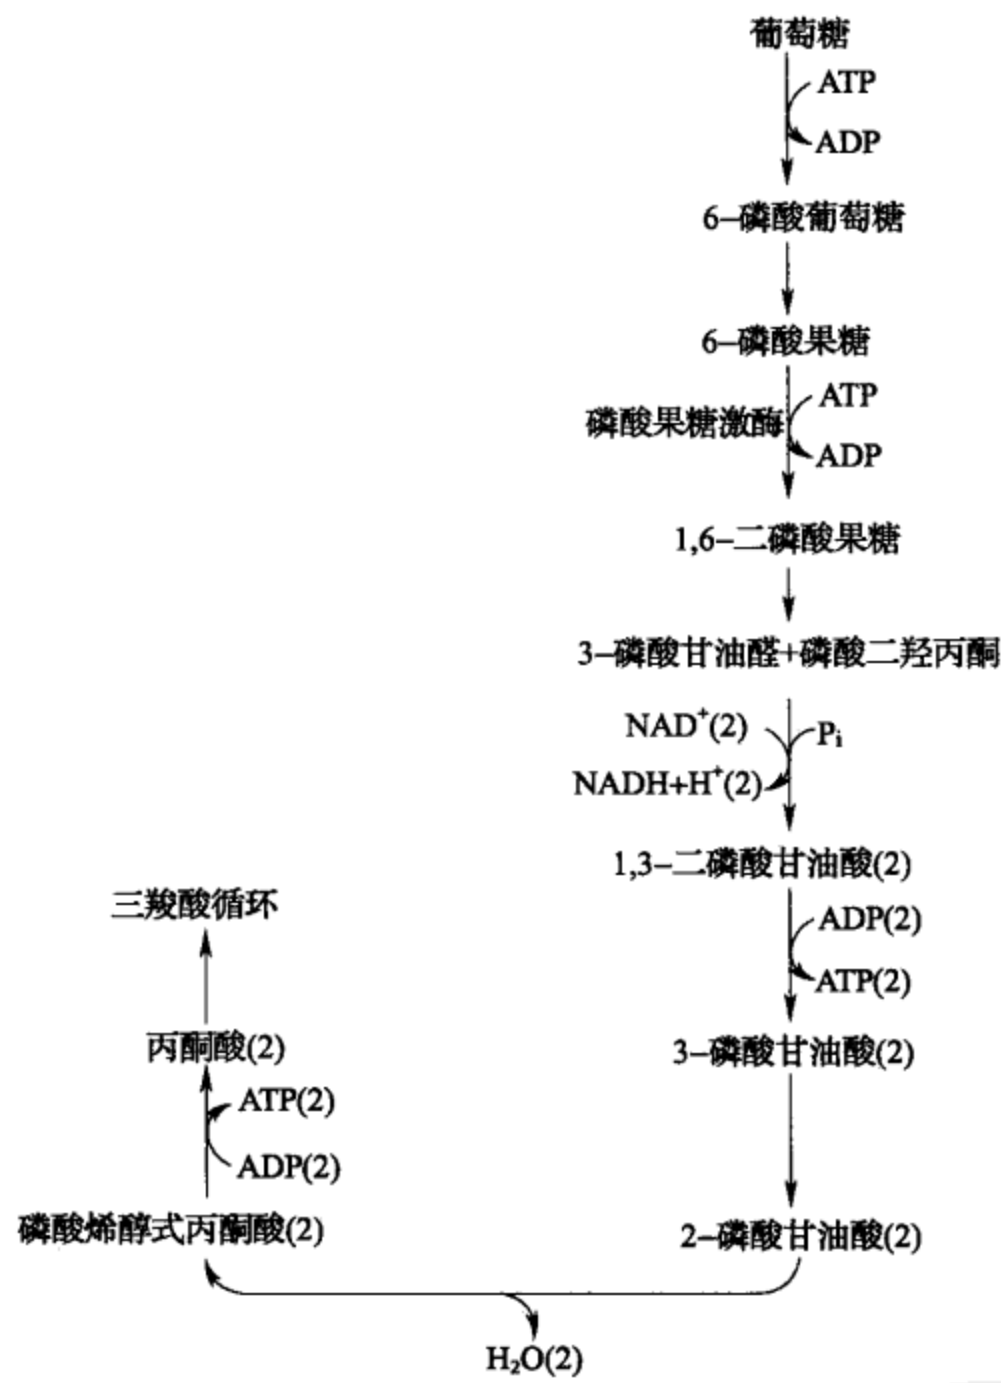 葡萄糖
ATP
ADP
6-磷酸葡萄糖
6-磷酸果糖
ATP
磷酸果糖激酶
ADP
1,6-二磷酸果糖
3-磷酸甘油醛+磷酸二羟丙酮
NAD⁺(2)
Pi
NADH+H⁺(2)
1,3-二磷酸甘油酸(2)
ADP(2)
ATP(2)
3-磷酸甘油酸(2)
2-磷酸甘油酸(2)
H₂O(2)
磷酸烯醇式丙酮酸(2)
ADP(2)
ATP(2)
丙酮酸(2)
三羧酸循环